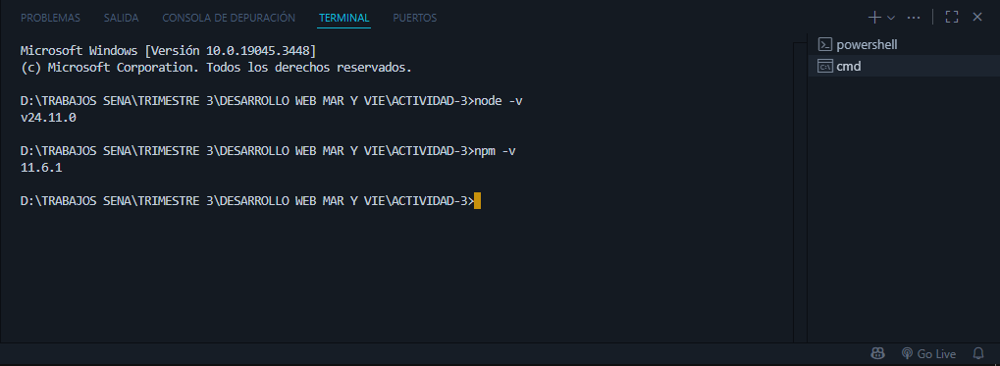 PROBLEMAS SALIDA CONSOLA DE DEPURACIÓN TERMINAL PUERTOS
Microsoft Windows [Versión 10.0.19045.3448]
(c) Microsoft Corporation. Todos los derechos reservados.
D:\TRABAJOS SENA\TRIMESTRE 3\DESARROLLO WEB MAR Y VIE\ACTIVIDAD-3>node -v
v24.11.0
D:\TRABAJOS SENA\TRIMESTRE 3\DESARROLLO WEB MAR Y VIE\ACTIVIDAD-3>npm -v
11.6.1
D:\TRABAJOS SENA\TRIMESTRE 3\DESARROLLO WEB MAR Y VIE\ACTIVIDAD-3>
powershell
cmd
Go Live